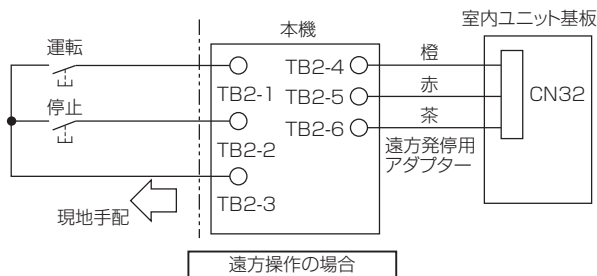 室内ユニット基板
本機
運転
停止
TB2-1
TB2-2
TB2-3
TB2-4
TB2-5
TB2-6
橙
赤
茶
CN32
遠方発停用
アダプター
現地手配
遠方操作の場合